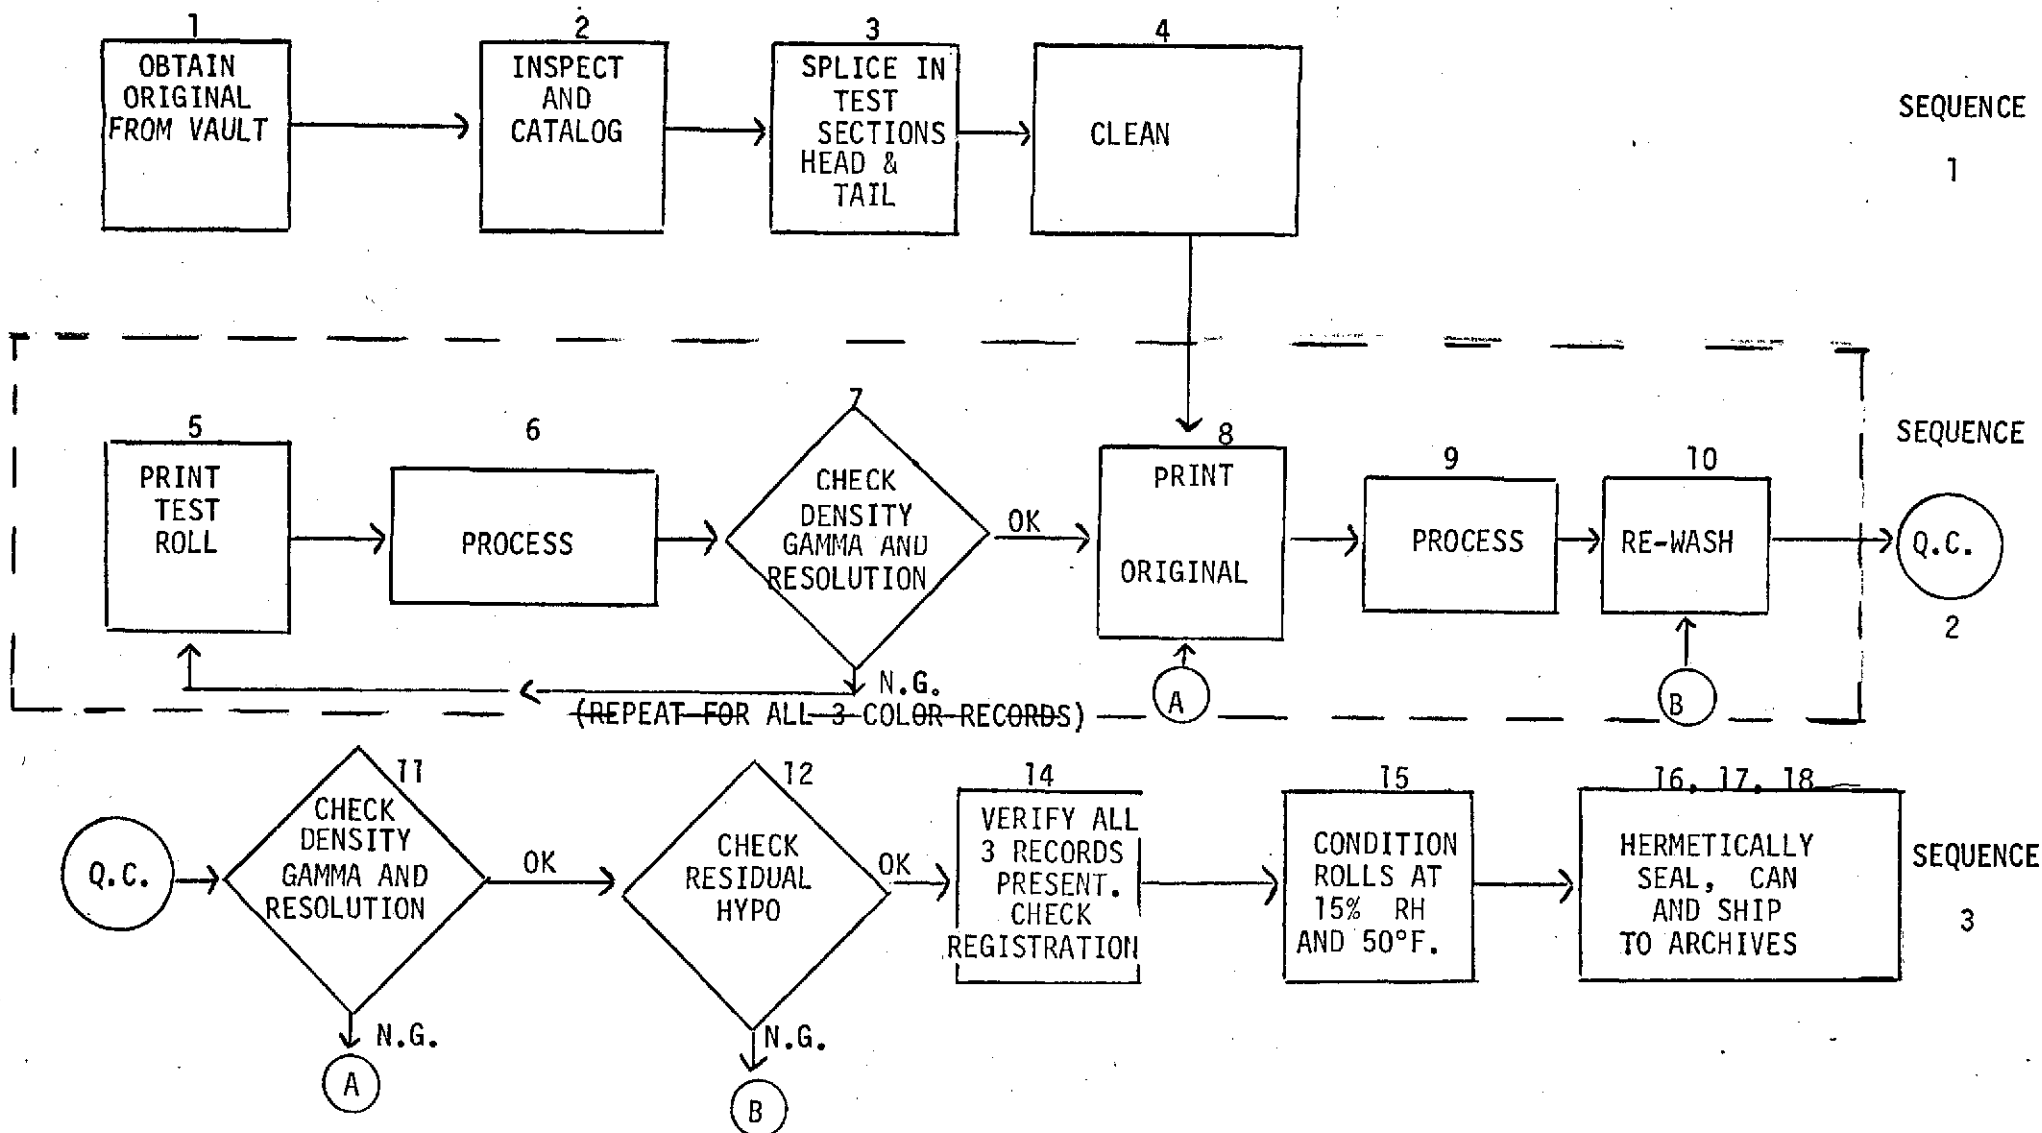 1
OBTAIN
ORIGINAL
FROM VAULT
2
INSPECT
AND
CATALOG
3
SPLICE IN
TEST
SECTIONS
HEAD &
TAIL
4
CLEAN
SEQUENCE
1
5
PRINT
TEST
ROLL
6
PROCESS
7
CHECK
DENSITY
GAMMA AND
RESOLUTION
OK
N.G.
8
PRINT
ORIGINAL
A
9
PROCESS
10
RE-WASH
B
SEQUENCE
Q.C.
2
(REPEAT FOR ALL 3 COLOR RECORDS)
Q.C.
11
CHECK
DENSITY
GAMMA AND
RESOLUTION
OK
N.G.
A
12
CHECK
RESIDUAL
HYPO
OK
N.G.
B
14
VERIFY ALL
3 RECORDS
PRESENT.
CHECK
REGISTRATION
15
CONDITION
ROLLS AT
15% RH
AND 50°F.
16, 17, 18
HERMETICALLY
SEAL, CAN
AND SHIP
TO ARCHIVES
SEQUENCE
3